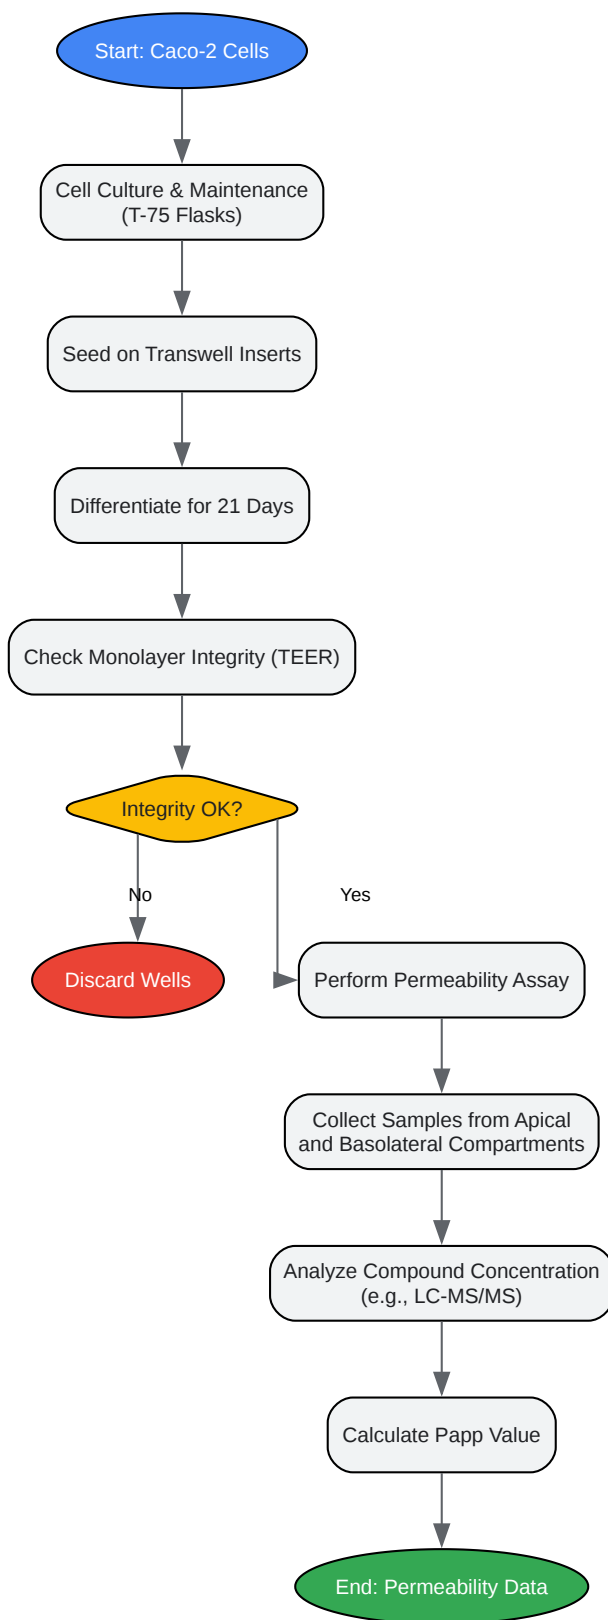 Start: Caco-2 Cells
Cell Culture & Maintenance
(T-75 Flasks)
Seed on Transwell Inserts
Differentiate for 21 Days
Check Monolayer Integrity (TEER)
Integrity OK?
No
Yes
Discard Wells
Perform Permeability Assay
Collect Samples from Apical
and Basolateral Compartments
Analyze Compound Concentration
(e.g., LC-MS/MS)
Calculate Papp Value
End: Permeability Data